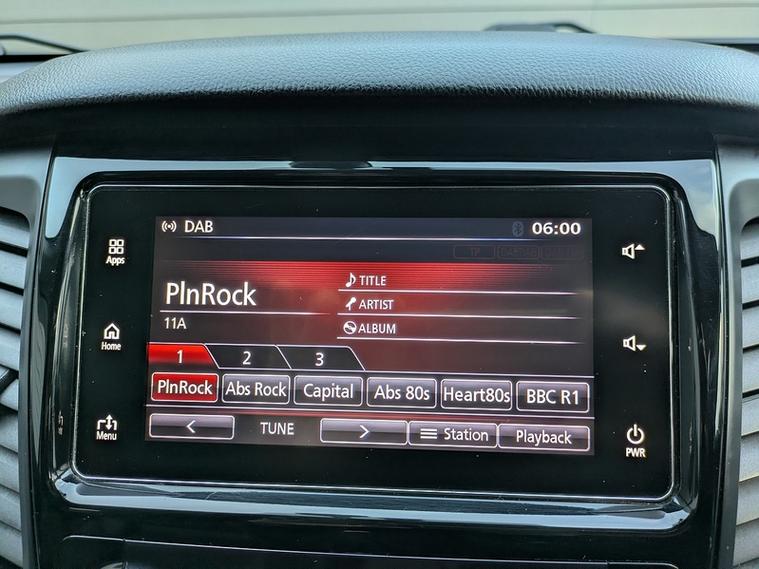 DAB
06:00
Apps
TP
PlnRock
TITLE
11A
ARTIST
ALBUM
Home
1 2 3
PlnRock Abs Rock Capital Abs 80s Heart80s BBC R1
Menu
< TUNE > Station Playback
PWR